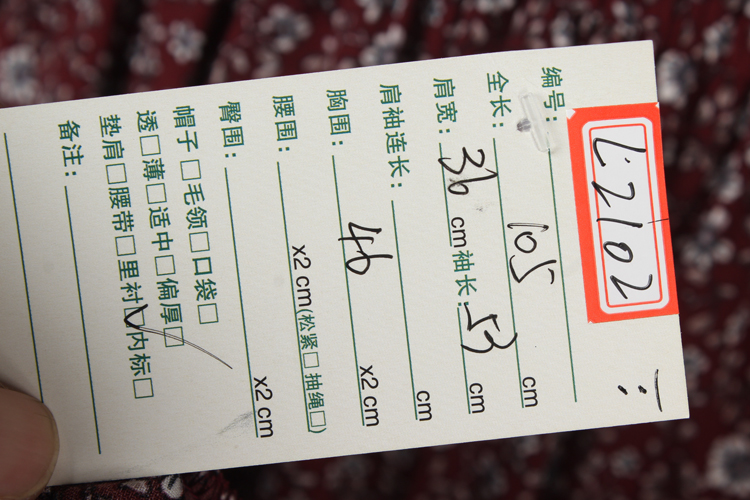 编号: L2102
全长: 105 cm
肩宽: 36 cm 袖长: 53 cm
肩袖连长: cm
胸围: 46 x2 cm
腰围: x2 cm(松紧□ 抽绳□)
臀围: x2 cm
帽子□毛领□口袋□
透□薄□适中□偏厚□
垫肩□腰带□里衬☑内标□
备注: